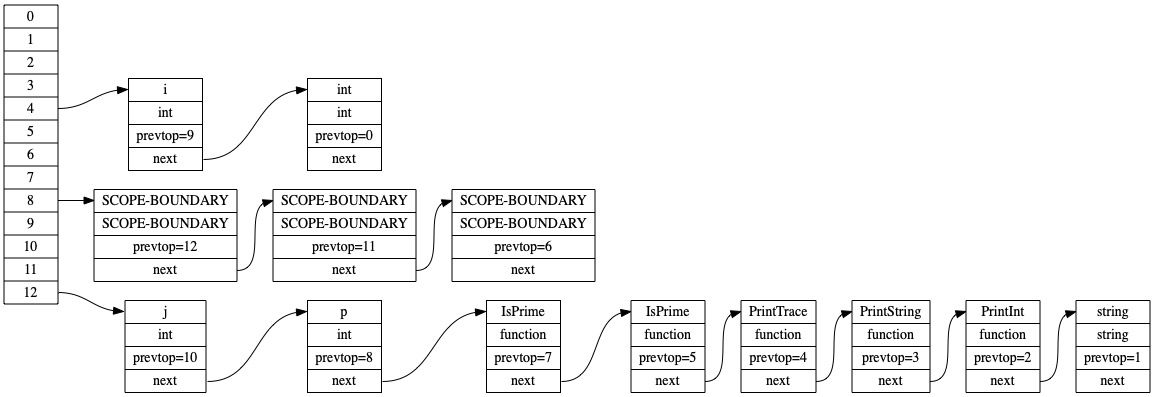 0
1
2
3
4
5
6
7
8
9
10
11
12
i
int
prevtop=9
next
int
int
prevtop=0
next
SCOPE-BOUNDARY
SCOPE-BOUNDARY
prevtop=12
next
SCOPE-BOUNDARY
SCOPE-BOUNDARY
prevtop=11
next
SCOPE-BOUNDARY
SCOPE-BOUNDARY
prevtop=6
next
j
int
prevtop=10
next
p
int
prevtop=8
next
IsPrime
function
prevtop=7
next
IsPrime
function
prevtop=5
next
PrintTrace
function
prevtop=4
next
PrintString
function
prevtop=3
next
PrintInt
function
prevtop=2
next
string
string
prevtop=1
next